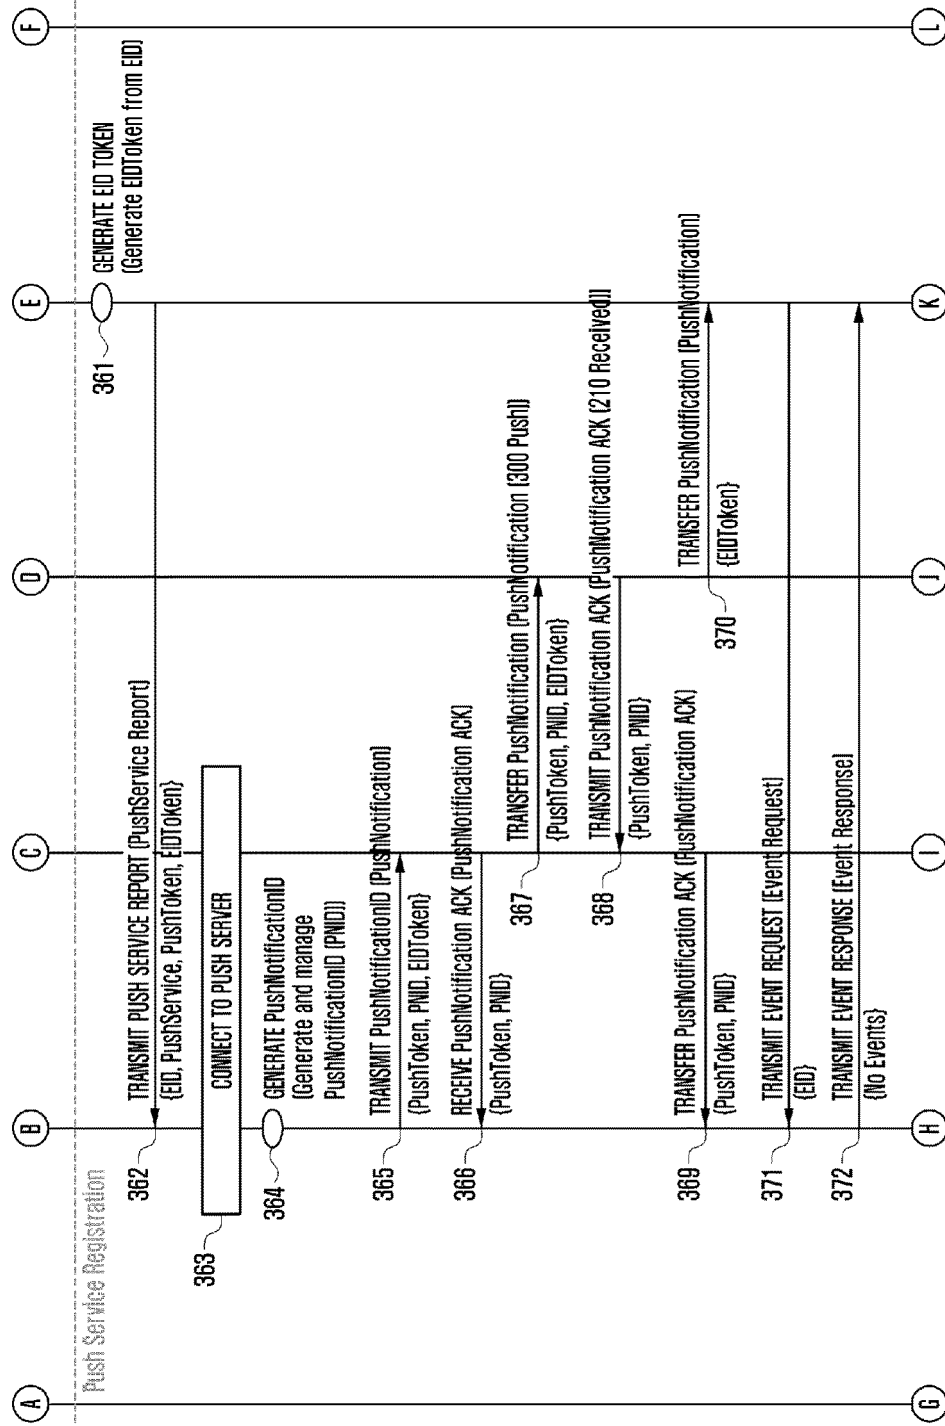 A
B
C
D
E
F
Push Service Registration
361
GENERATE EID TOKEN
(Generate EIDToken from EID)
362
TRANSMIT PUSH SERVICE REPORT (PushService Report)
{EID, PushService, PushToken, EIDToken}
363
CONNECT TO PUSH SERVER
364
GENERATE PushNotificationID
(Generate and manage
PushNotificationID (PNID))
365
TRANSMIT PushNotificationID (PushNotification)
{PushToken, PNID, EIDToken}
366
RECEIVE PushNotification ACK (PushNotification ACK)
{PushToken, PNID}
367
TRANSFER PushNotification (PushNotification (300 Push))
{PushToken, PNID, EIDToken}
368
TRANSMIT PushNotification ACK (PushNotification ACK (210 Received))
{PushToken, PNID}
369
TRANSFER PushNotification ACK (PushNotification ACK)
{PushToken, PNID}
370
TRANSFER PushNotification (PushNotification)
{EIDToken}
371
TRANSMIT EVENT REQUEST (Event Request)
{EID}
372
TRANSMIT EVENT RESPONSE (Event Response)
{No Events}
G
H
I
J
K
L